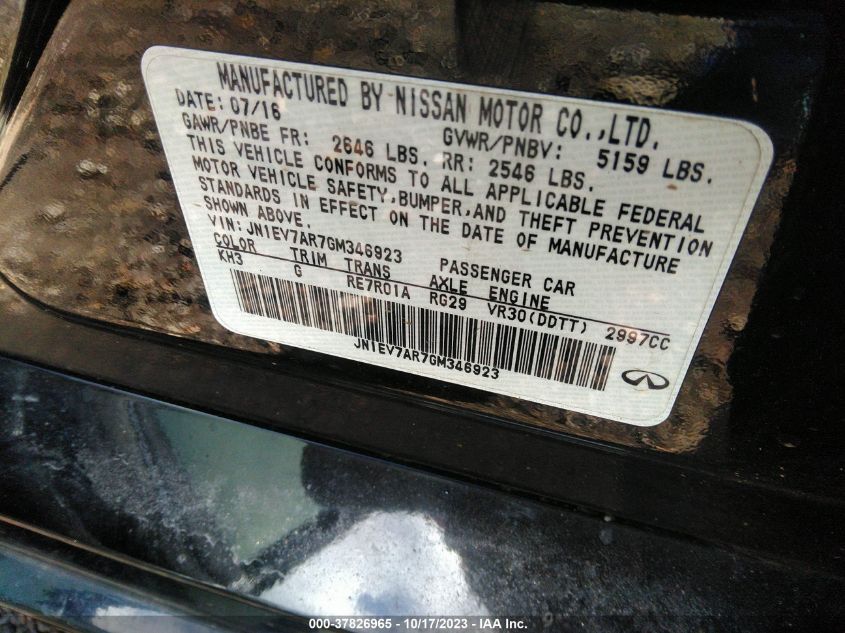 MANUFACTURED BY NISSAN MOTOR CO.,LTD.
DATE: 07/16 GVWR/PNBV: 5159 LBS.
GAWR/PNBE FR: 2646 LBS. RR: 2546 LBS.
THIS VEHICLE CONFORMS TO ALL APPLICABLE FEDERAL
MOTOR VEHICLE SAFETY,BUMPER,AND THEFT PREVENTION
STANDARDS IN EFFECT ON THE DATE OF MANUFACTURE
SHOWN ABOVE.
VIN:JN1EV7AR7GM346923 PASSENGER CAR
COLOR TRIM TRANS AXLE ENGINE
KH3 G RE7R01A RG29 VR30(DDTT) 2997CC
JN1EV7AR7GM346923
000-37826965 - 10/17/2023 - IAA Inc.